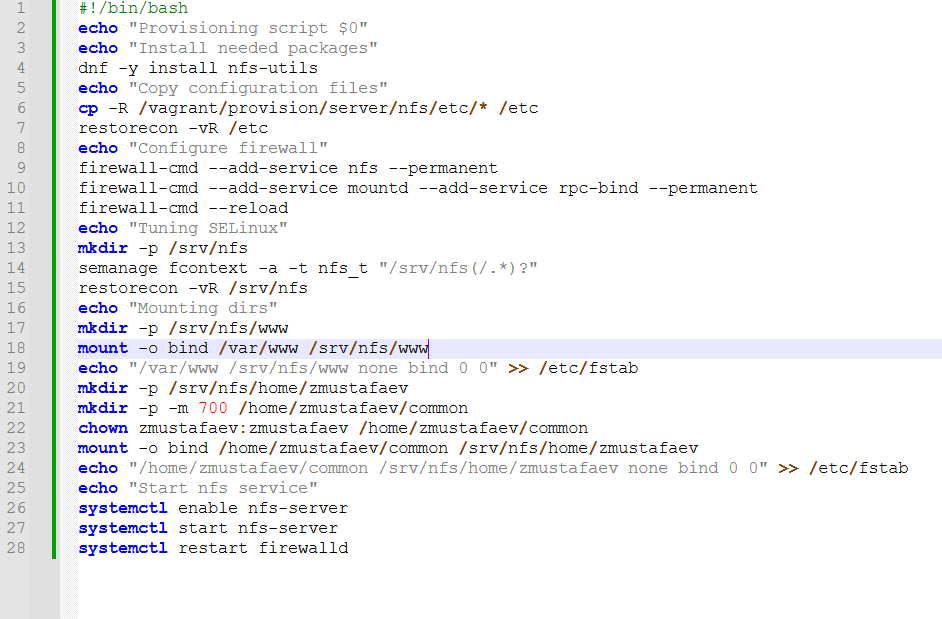 1 #!/bin/bash
2 echo "Provisioning script $0"
3 echo "Install needed packages"
4 dnf -y install nfs-utils
5 echo "Copy configuration files"
6 cp -R /vagrant/provision/server/nfs/etc/* /etc
7 restorecon -vR /etc
8 echo "Configure firewall"
9 firewall-cmd --add-service nfs --permanent
10 firewall-cmd --add-service mountd --add-service rpc-bind --permanent
11 firewall-cmd --reload
12 echo "Tuning SELinux"
13 mkdir -p /srv/nfs
14 semanage fcontext -a -t nfs_t "/srv/nfs(/.*)?"
15 restorecon -vR /srv/nfs
16 echo "Mounting dirs"
17 mkdir -p /srv/nfs/www
18 mount -o bind /var/www /srv/nfs/www
19 echo "/var/www /srv/nfs/www none bind 0 0" >> /etc/fstab
20 mkdir -p /srv/nfs/home/zmustafaev
21 mkdir -p -m 700 /home/zmustafaev/common
22 chown zmustafaev:zmustafaev /home/zmustafaev/common
23 mount -o bind /home/zmustafaev/common /srv/nfs/home/zmustafaev
24 echo "/home/zmustafaev/common /srv/nfs/home/zmustafaev none bind 0 0" >> /etc/fstab
25 echo "Start nfs service"
26 systemctl enable nfs-server
27 systemctl start nfs-server
28 systemctl restart firewalld